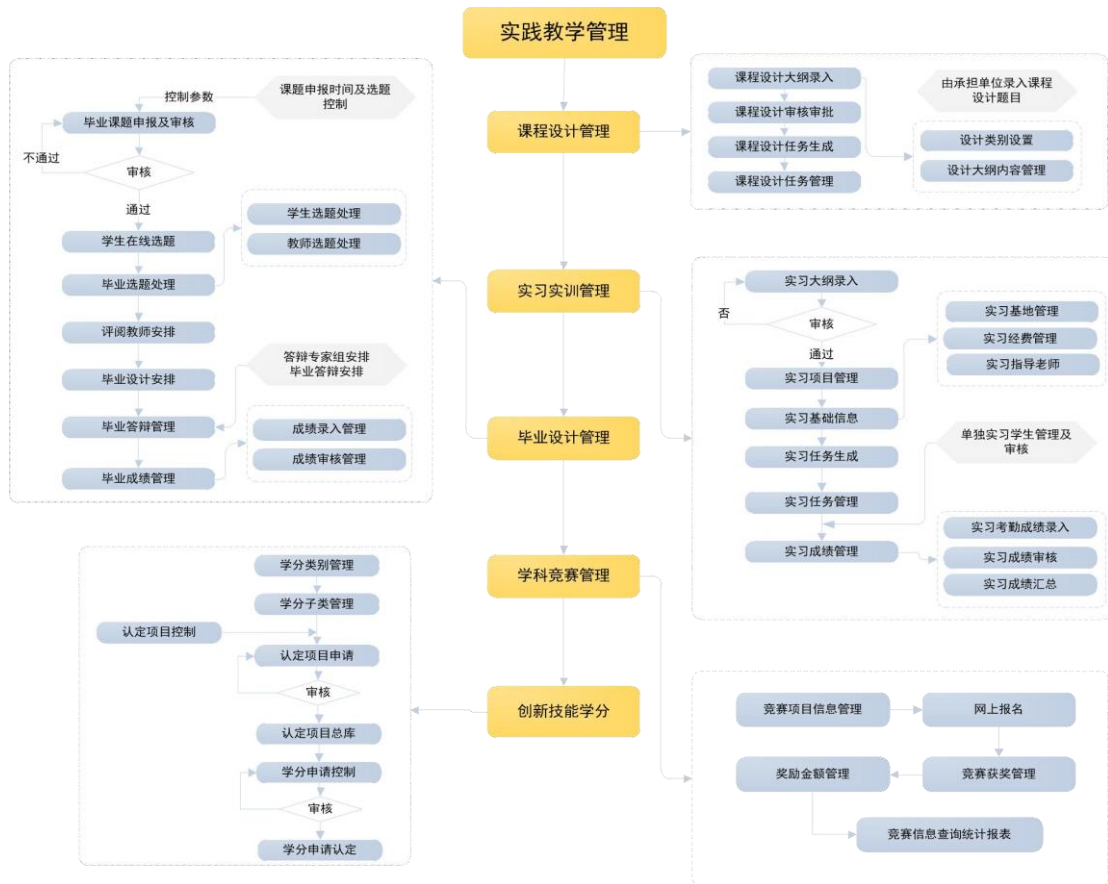 实践教学管理
课程设计管理
实习实训管理
毕业设计管理
学科竞赛管理
创新技能学分
课题申报时间及选题
控制
控制参数
毕业课题申报及审核
不通过
审核
通过
学生在线选题
毕业选题处理
学生选题处理
教师选题处理
评阅教师安排
毕业设计安排
答辩专家组安排
毕业答辩安排
毕业答辩管理
毕业成绩管理
成绩录入管理
成绩审核管理
课程设计大纲录入
课程设计审核审批
课程设计任务生成
课程设计任务管理
由承担单位录入课程
设计题目
设计类别设置
设计大纲内容管理
实习大纲录入
否
审核
通过
实习项目管理
实习基础信息
实习任务生成
实习任务管理
实习成绩管理
实习基地管理
实习经费管理
实习指导老师
单独实习学生管理及
审核
实习考勤成绩录入
实习成绩审核
实习成绩汇总
学分类别管理
学分子类管理
认定项目控制
认定项目申请
审核
认定项目总库
学分申请控制
审核
学分申请认定
竞赛项目信息管理
网上报名
奖励金额管理
竞赛获奖管理
竞赛信息查询统计报表